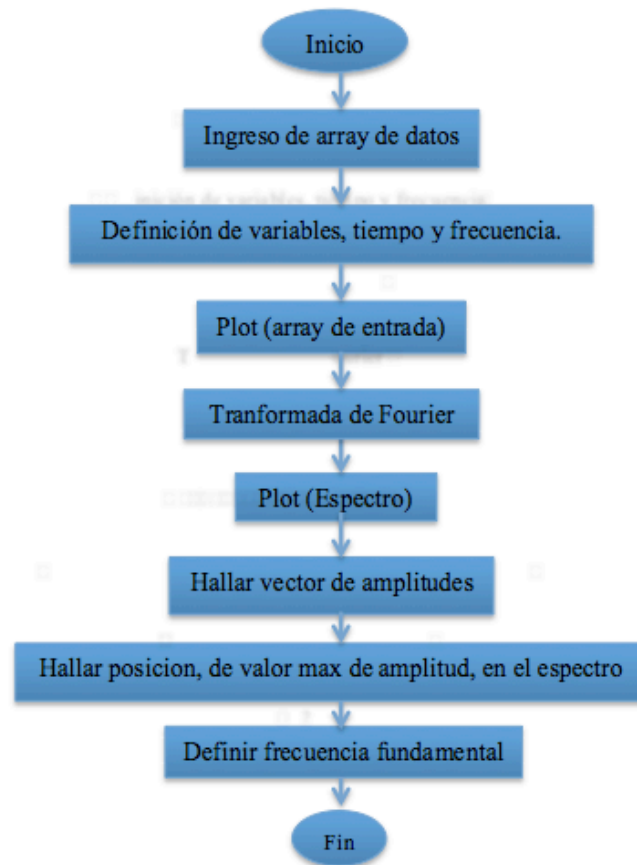 Inicio
Ingreso de array de datos
Definición de variables, tiempo y frecuencia.
Plot (array de entrada)
Tranformada de Fourier
Plot (Espectro)
Hallar vector de amplitudes
Hallar posicion, de valor max de amplitud, en el espectro
Definir frecuencia fundamental
Fin